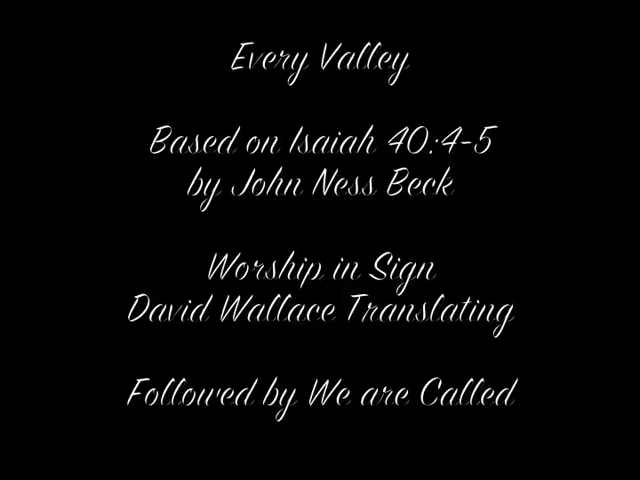 Every Valley
Based on Isaiah 40:4-5
by John Ness Beck
Worship in Sign
David Wallace Translating
Followed by We are Called